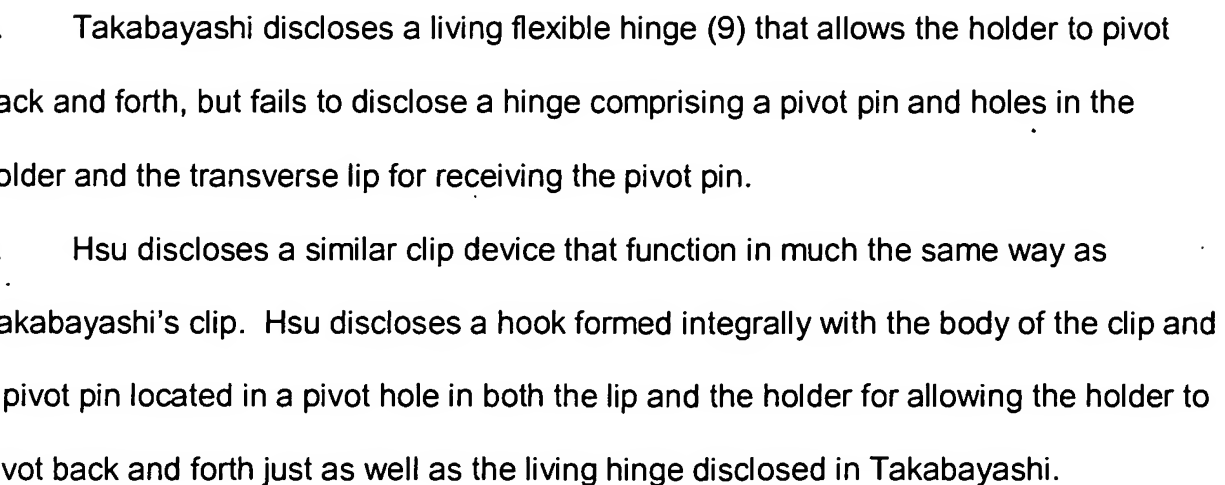 Takabayashi discloses a living flexible hinge (9) that allows the holder to pivot
ack and forth, but fails to disclose a hinge comprising a pivot pin and holes in the
older and the transverse lip for receiving the pivot pin.
Hsu discloses a similar clip device that function in much the same way as
akabayashi's clip. Hsu discloses a hook formed integrally with the body of the clip and
pivot pin located in a pivot hole in both the lip and the holder for allowing the holder to
vot back and forth just as well as the living hinge disclosed in Takabayashi.